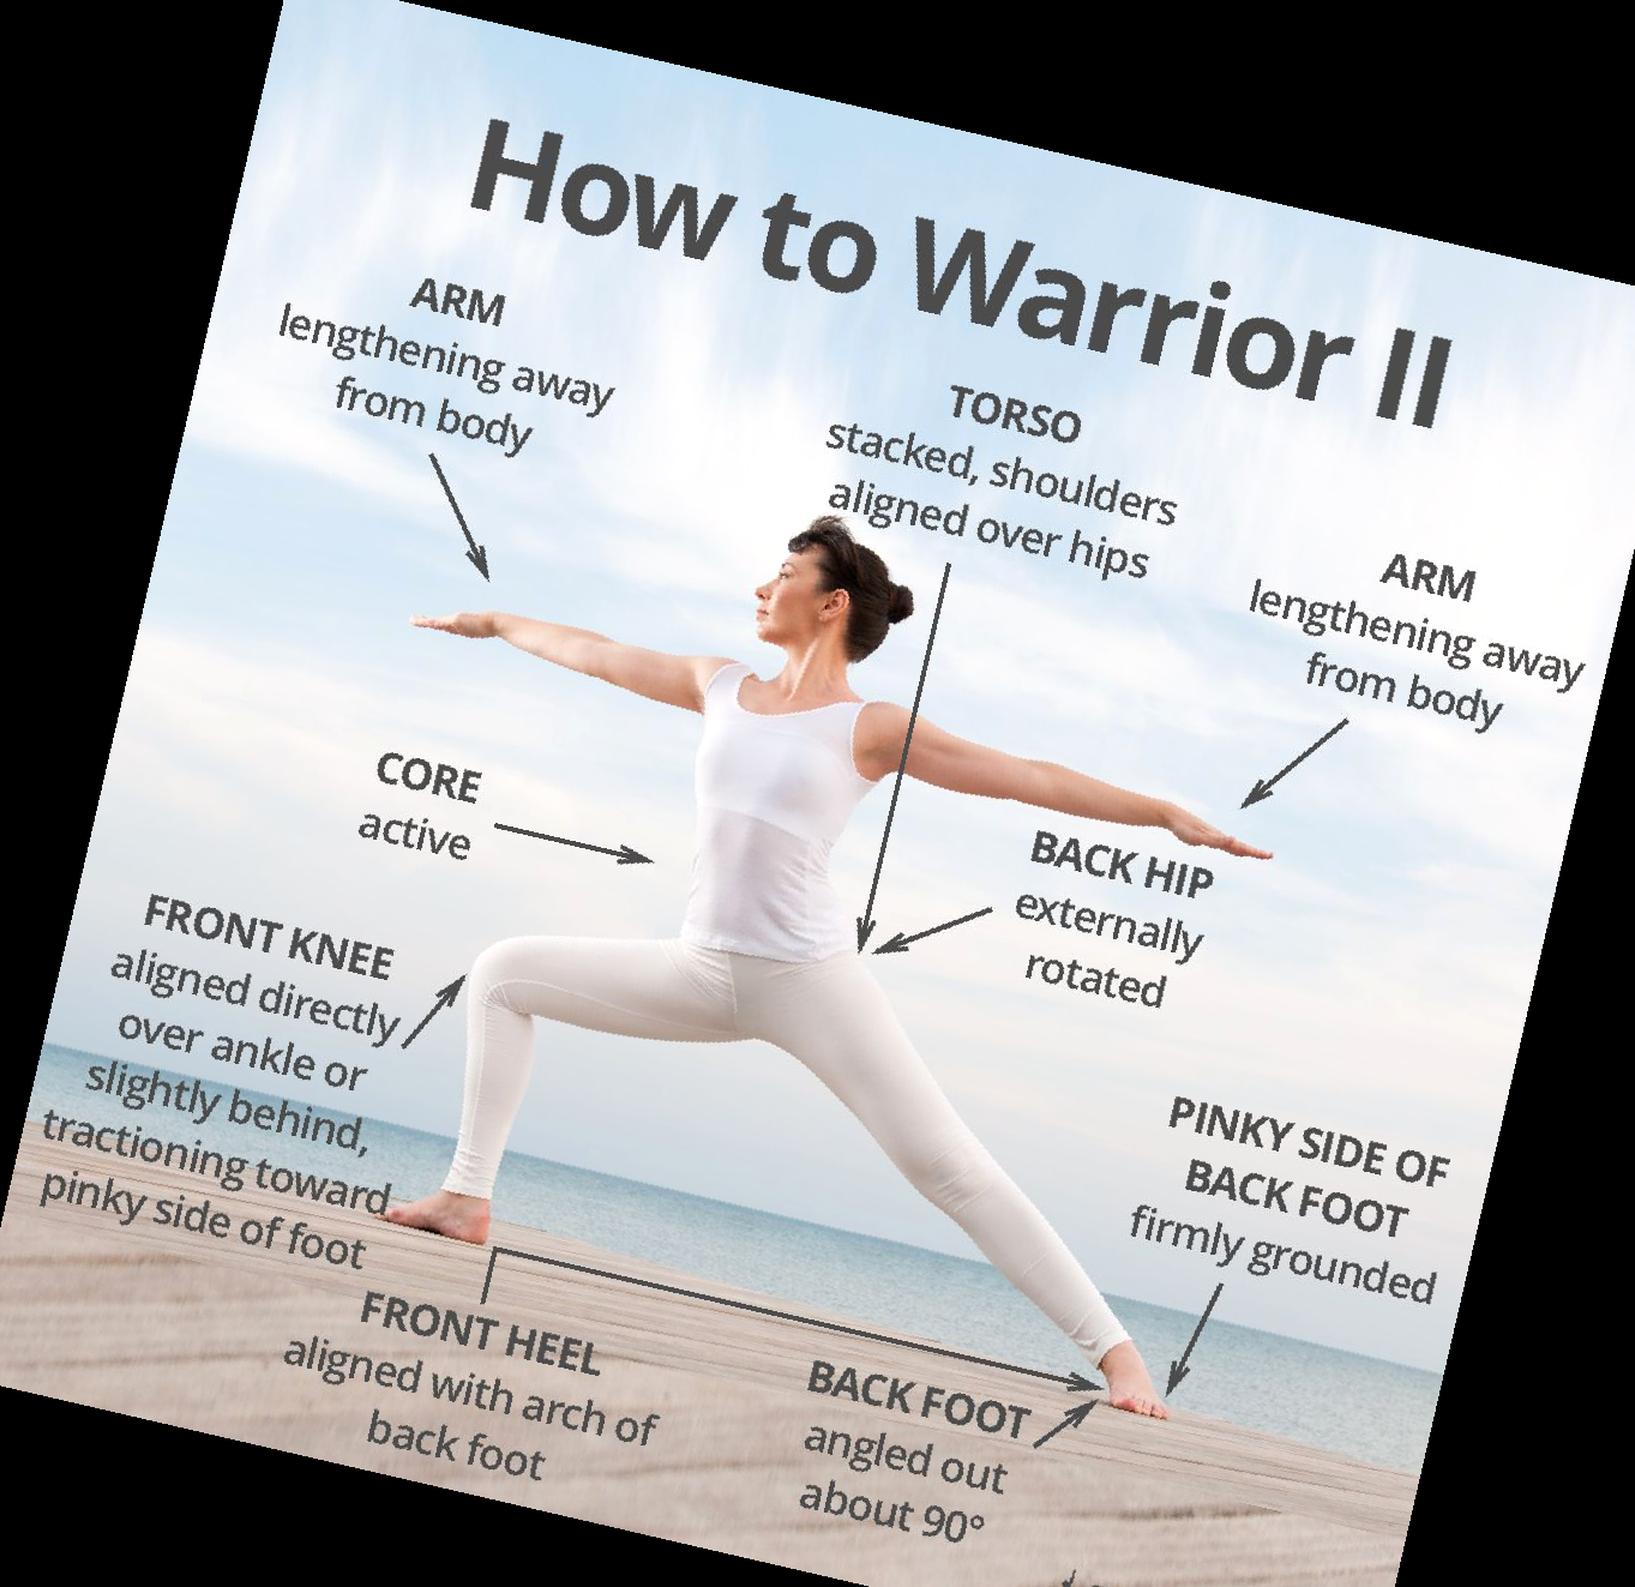 How to Warrior II
ARM
lengthening away
from body
TORSO
stacked, shoulders
aligned over hips
ARM
lengthening away
from body
CORE
active
BACK HIP
externally
rotated
FRONT KNEE
aligned directly
over ankle or
slightly behind,
tractioning toward
pinky side of foot
PINKY SIDE OF
BACK FOOT
firmly grounded
FRONT HEEL
aligned with arch of
back foot
BACK FOOT
angled out
about 90°